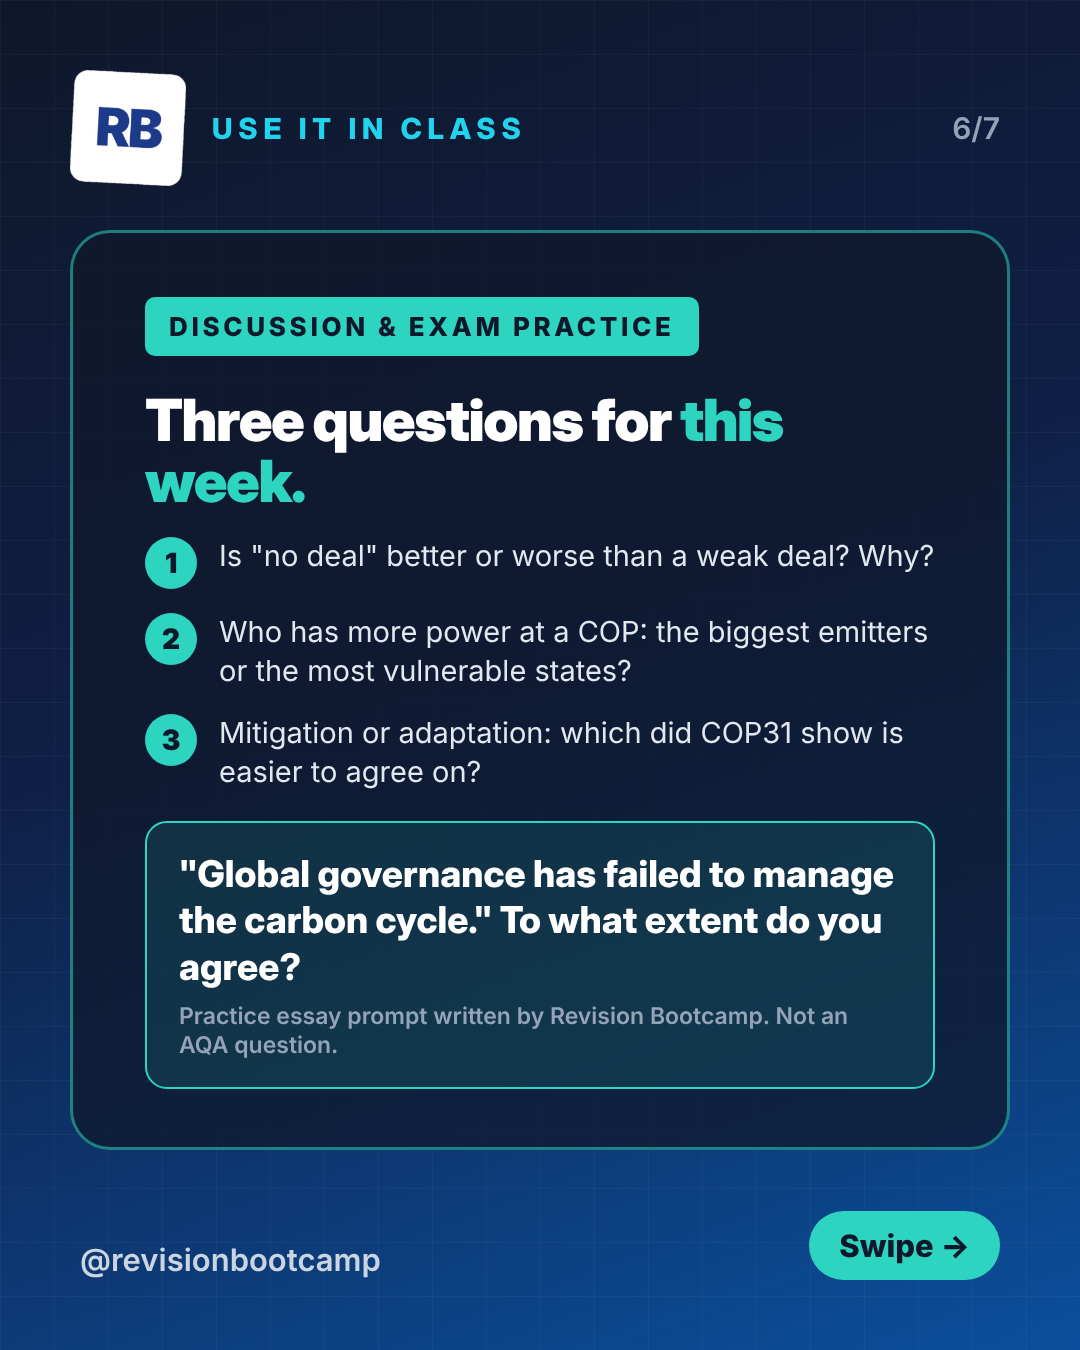 RB
USE IT IN CLASS
6/7
DISCUSSION & EXAM PRACTICE
Three questions for this
week.
1 Is "no deal" better or worse than a weak deal? Why?
2 Who has more power at a COP: the biggest emitters
or the most vulnerable states?
3 Mitigation or adaptation: which did COP31 show is
easier to agree on?
"Global governance has failed to manage
the carbon cycle." To what extent do you
agree?
Practice essay prompt written by Revision Bootcamp. Not an
AQA question.
@revisionbootcamp
Swipe →